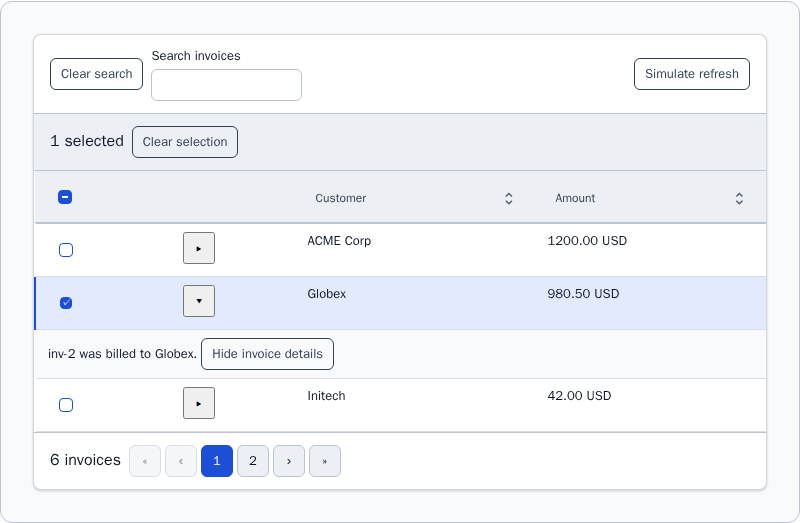 Search invoices
Clear search
Simulate refresh
1 selected Clear selection
Customer Amount
ACME Corp 1200.00 USD
Globex 980.50 USD
inv-2 was billed to Globex. Hide invoice details
Initech 42.00 USD
6 invoices « ‹ 1 2 › »